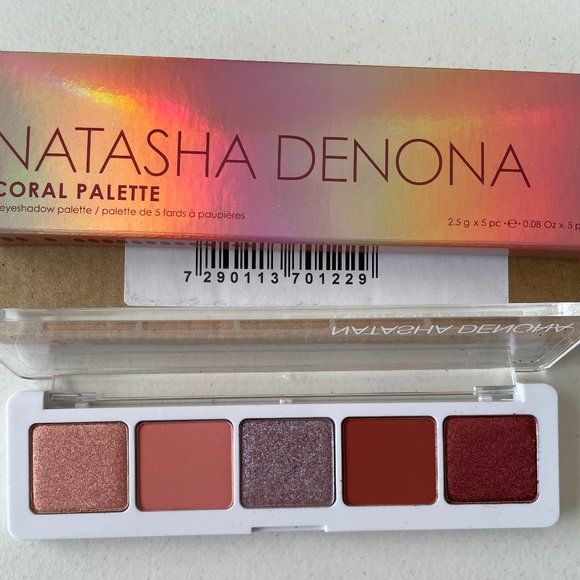 NATASHA DENONA
CORAL PALETTE
eyeshadow palette / palette de 5 fards à paupières
2.5 g x 5 pc · ℮ · 0.08 Oz x 5 p
7 290113 701229
NATASHA DENONA